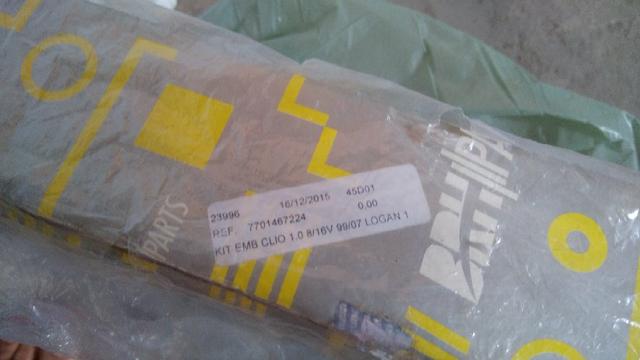 23996 16/12/2015 45D01
REF. 7701467224 0,00
KIT EMB CLIO 1.0 8/16V 99/07 LOGAN 1
PARTS